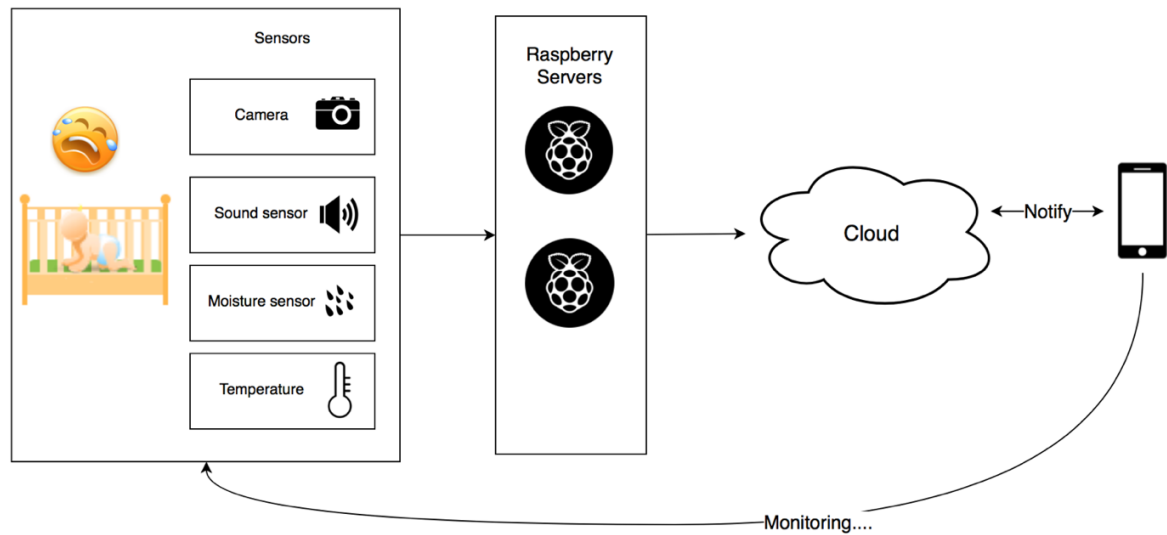 Sensors
Camera
Sound sensor
Moisture sensor
Temperature
Raspberry
Servers
Cloud
Notify
Monitoring....